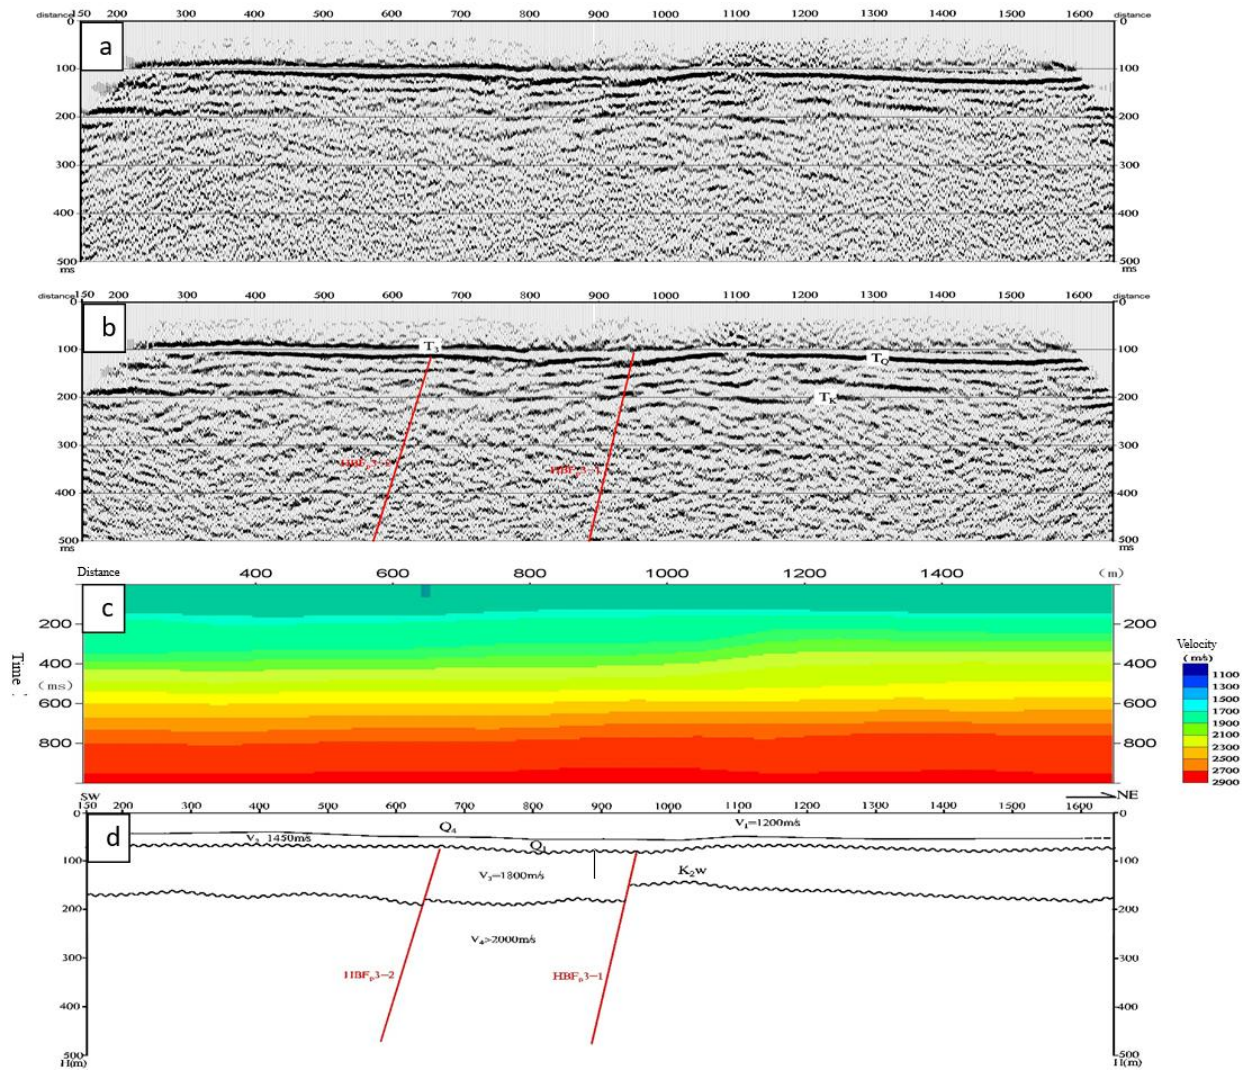 distance 150 200 300 400 500 600 700 800 900 1000 1100 1200 1300 1400 1500 1600 distance
0 0
a
100 100
200 200
300 300
400 400
500 500
ms ms
distance 150 200 300 400 500 600 700 800 900 1000 1100 1200 1300 1400 1500 1600 distance
0 0
b
T₃
100 100
T_Q
200 200
T_K
300 300
HBFₚ3-1
400 400
500 500
ms ms
Distance 400 600 800 1000 1200 1400 (m)
c
200 200
400 400
Time
(ms)
600 600
800 800
Velocity
(m/s)
1100
1300
1500
1700
1900
2100
2300
2500
2700
2900
SW NE
150 200 300 400 500 600 700 800 900 1000 1100 1200 1300 1400 1500 1600
0 0
d
Q₄
V₁=1200m/s
1450m/s
100 100
V₃=1800m/s
K₂w
200 200
V₄>2000m/s
300 300
HBFₚ3-2
HBFₚ3-1
400 400
500 500
H(m) H(m)